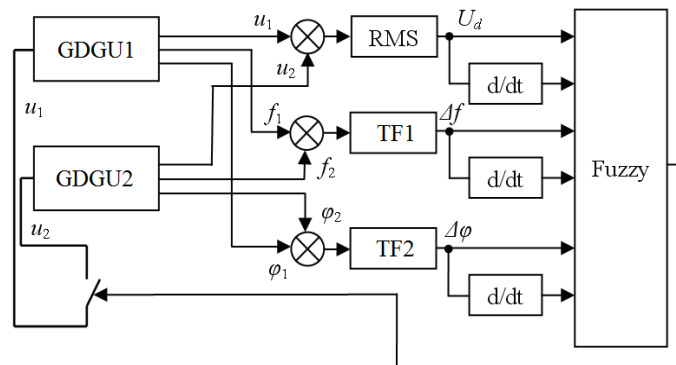 u1
U_d
GDGU1
RMS
u2
d/dt
u1
f1
Δf
TF1
GDGU2
f2
Fuzzy
d/dt
φ2
u2
Δφ
TF2
φ1
d/dt